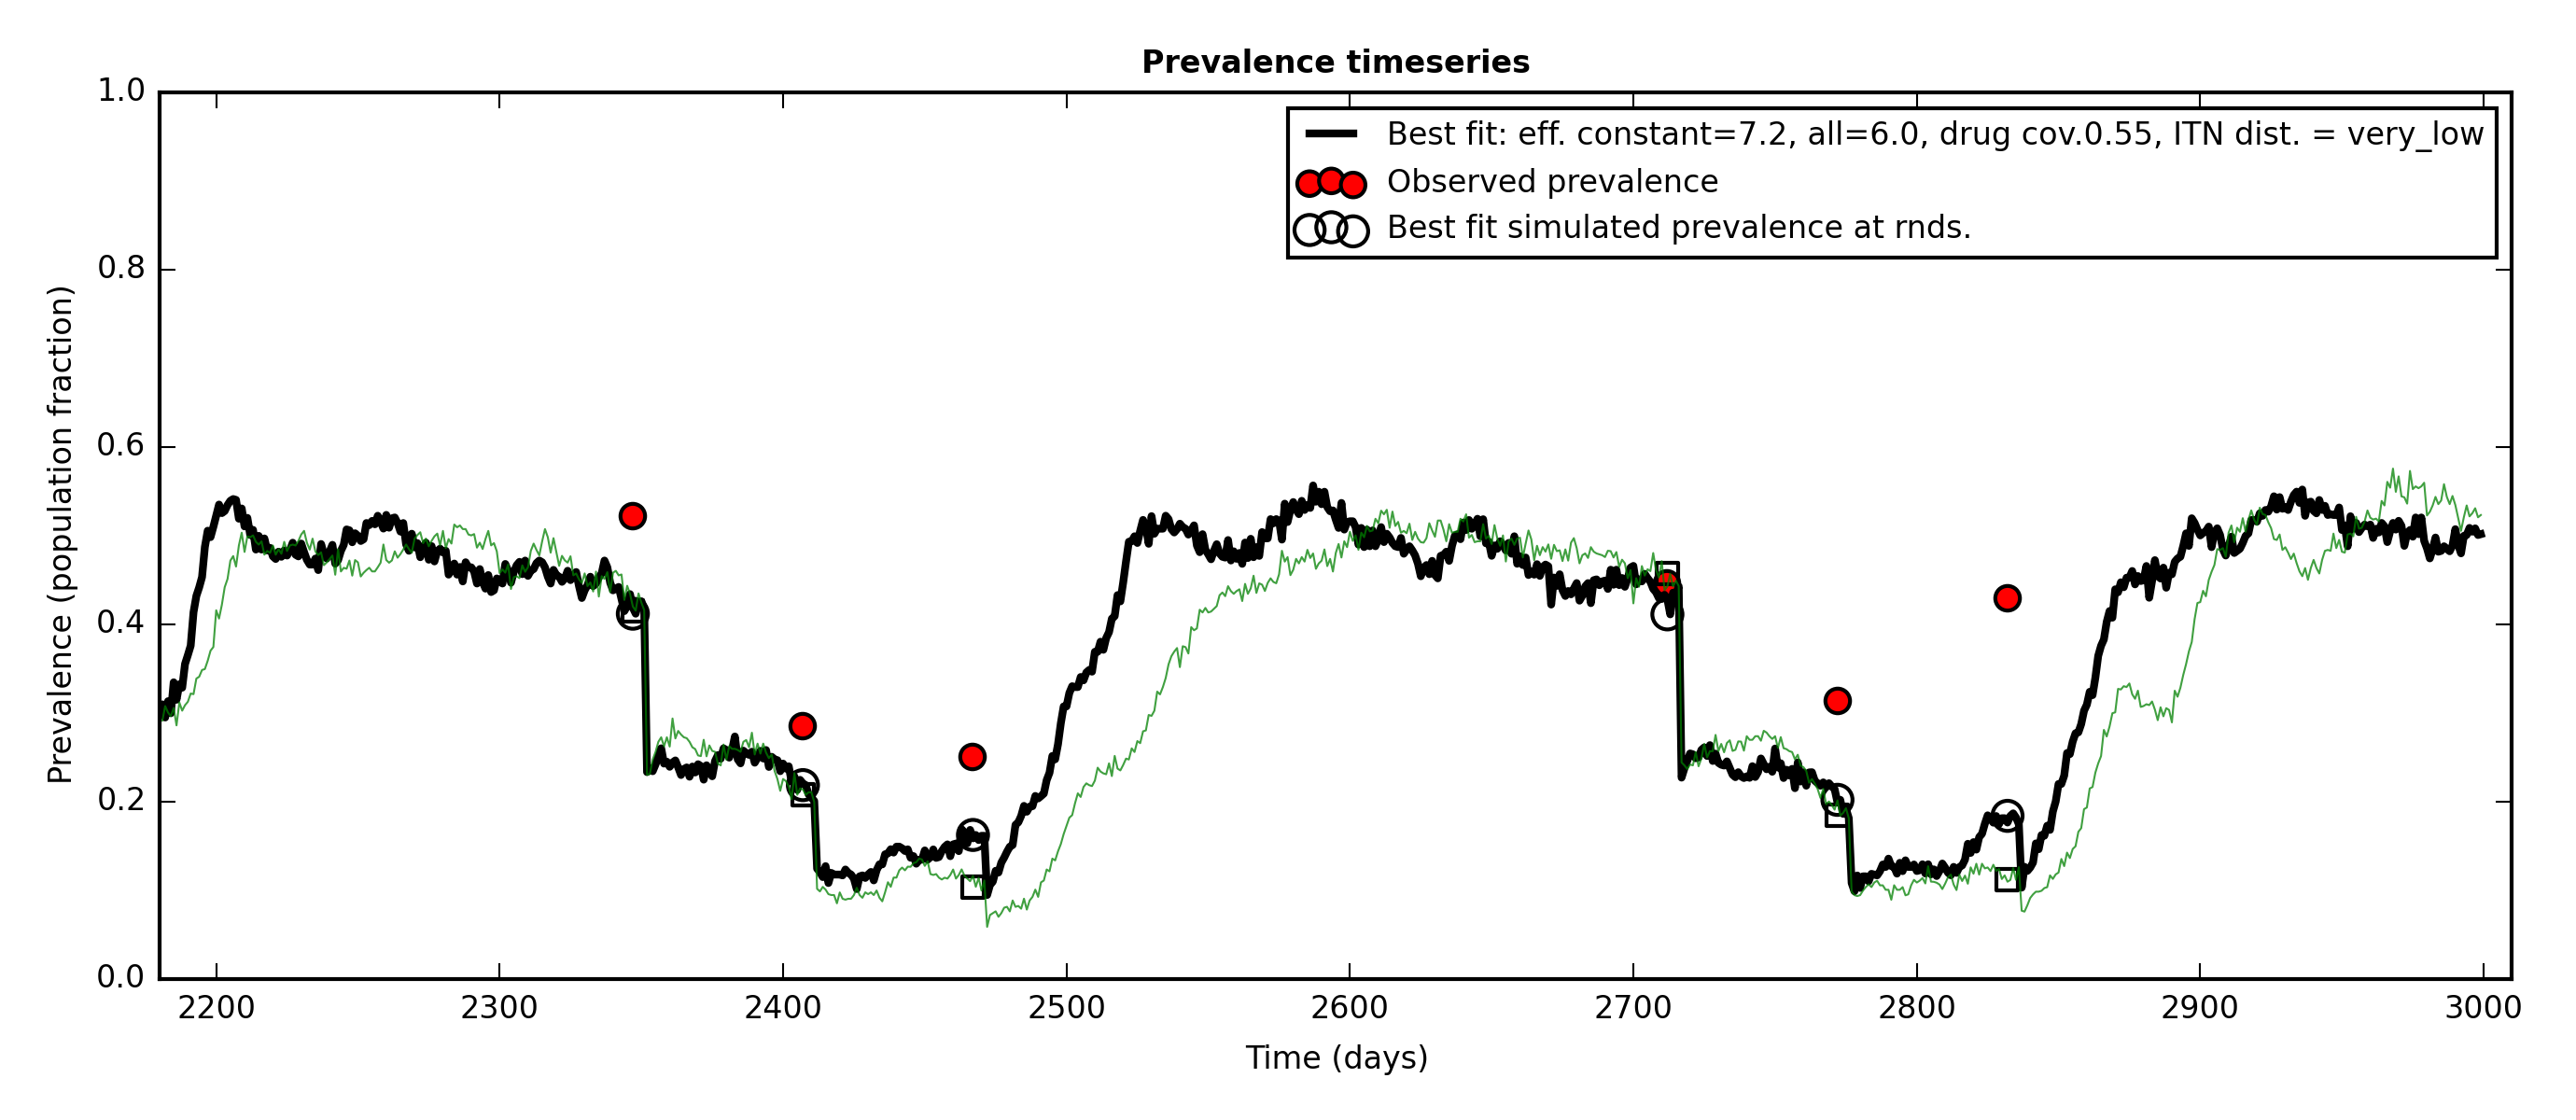 Prevalence timeseries
1.0
0.8
0.6
0.4
0.2
0.0
Prevalence (population fraction)
Best fit: eff. constant=7.2, all=6.0, drug cov.0.55, ITN dist. = very_low
Observed prevalence
Best fit simulated prevalence at rnds.
2200 2300 2400 2500 2600 2700 2800 2900 3000
Time (days)